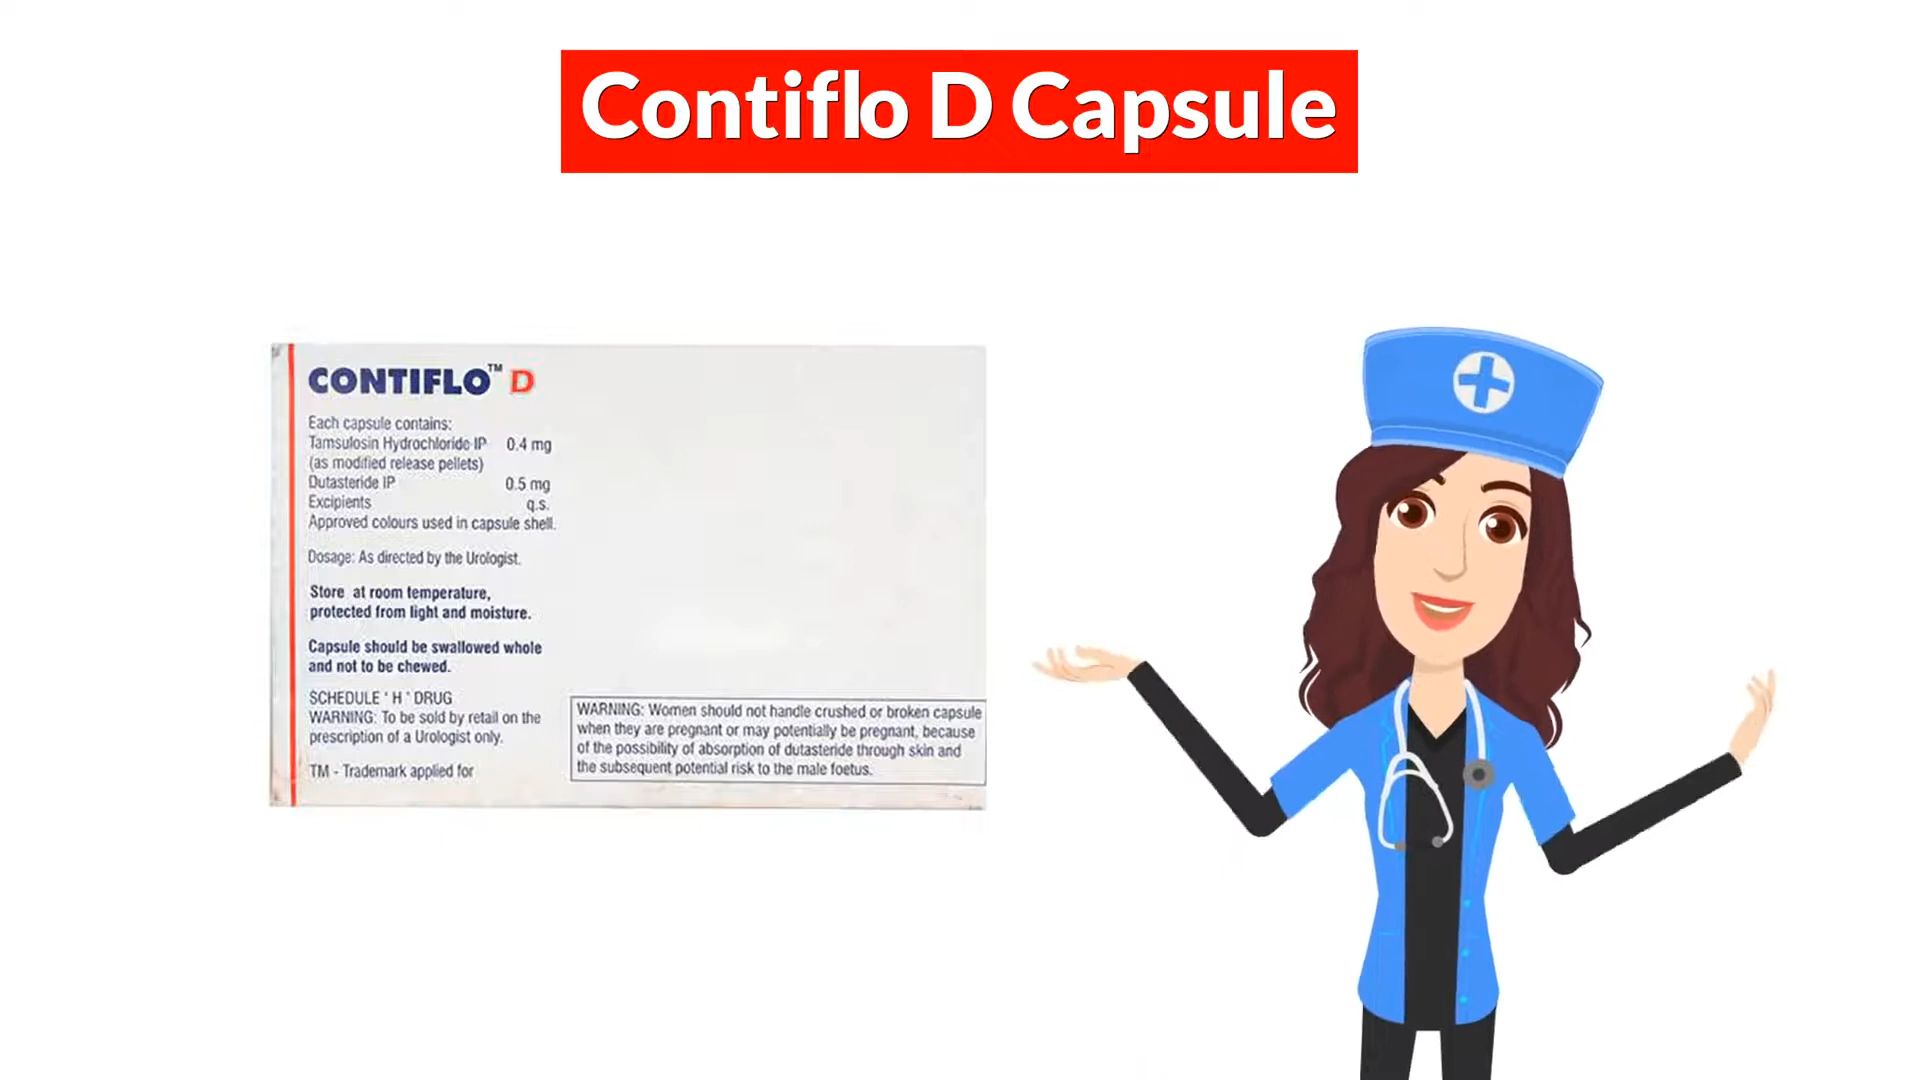 Contiflo D Capsule
CONTIFLO™ D
Each capsule contains:
Tamsulosin Hydrochloride IP 0.4 mg
(as modified release pellets)
Dutasteride IP 0.5 mg
Excipients q.s.
Approved colours used in capsule shell.
Dosage: As directed by the Urologist.
Store at room temperature,
protected from light and moisture.
Capsule should be swallowed whole
and not to be chewed.
SCHEDULE ' H ' DRUG
WARNING: To be sold by retail on the
prescription of a Urologist only.
TM - Trademark applied for
WARNING: Women should not handle crushed or broken capsule
when they are pregnant or may potentially be pregnant, because
of the possibility of absorption of dutasteride through skin and
the subsequent potential risk to the male foetus.